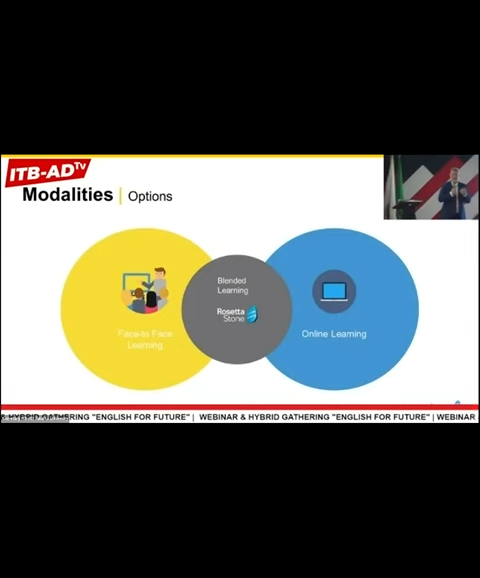 ITB-AD TV
Modalities | Options
Blended
Learning
Rosetta
Stone
Face-to Face
Learning
Online Learning
& HYBRID GATHERING "ENGLISH FOR FUTURE" | WEBINAR & HYBRID GATHERING "ENGLISH FOR FUTURE" | WEBINAR